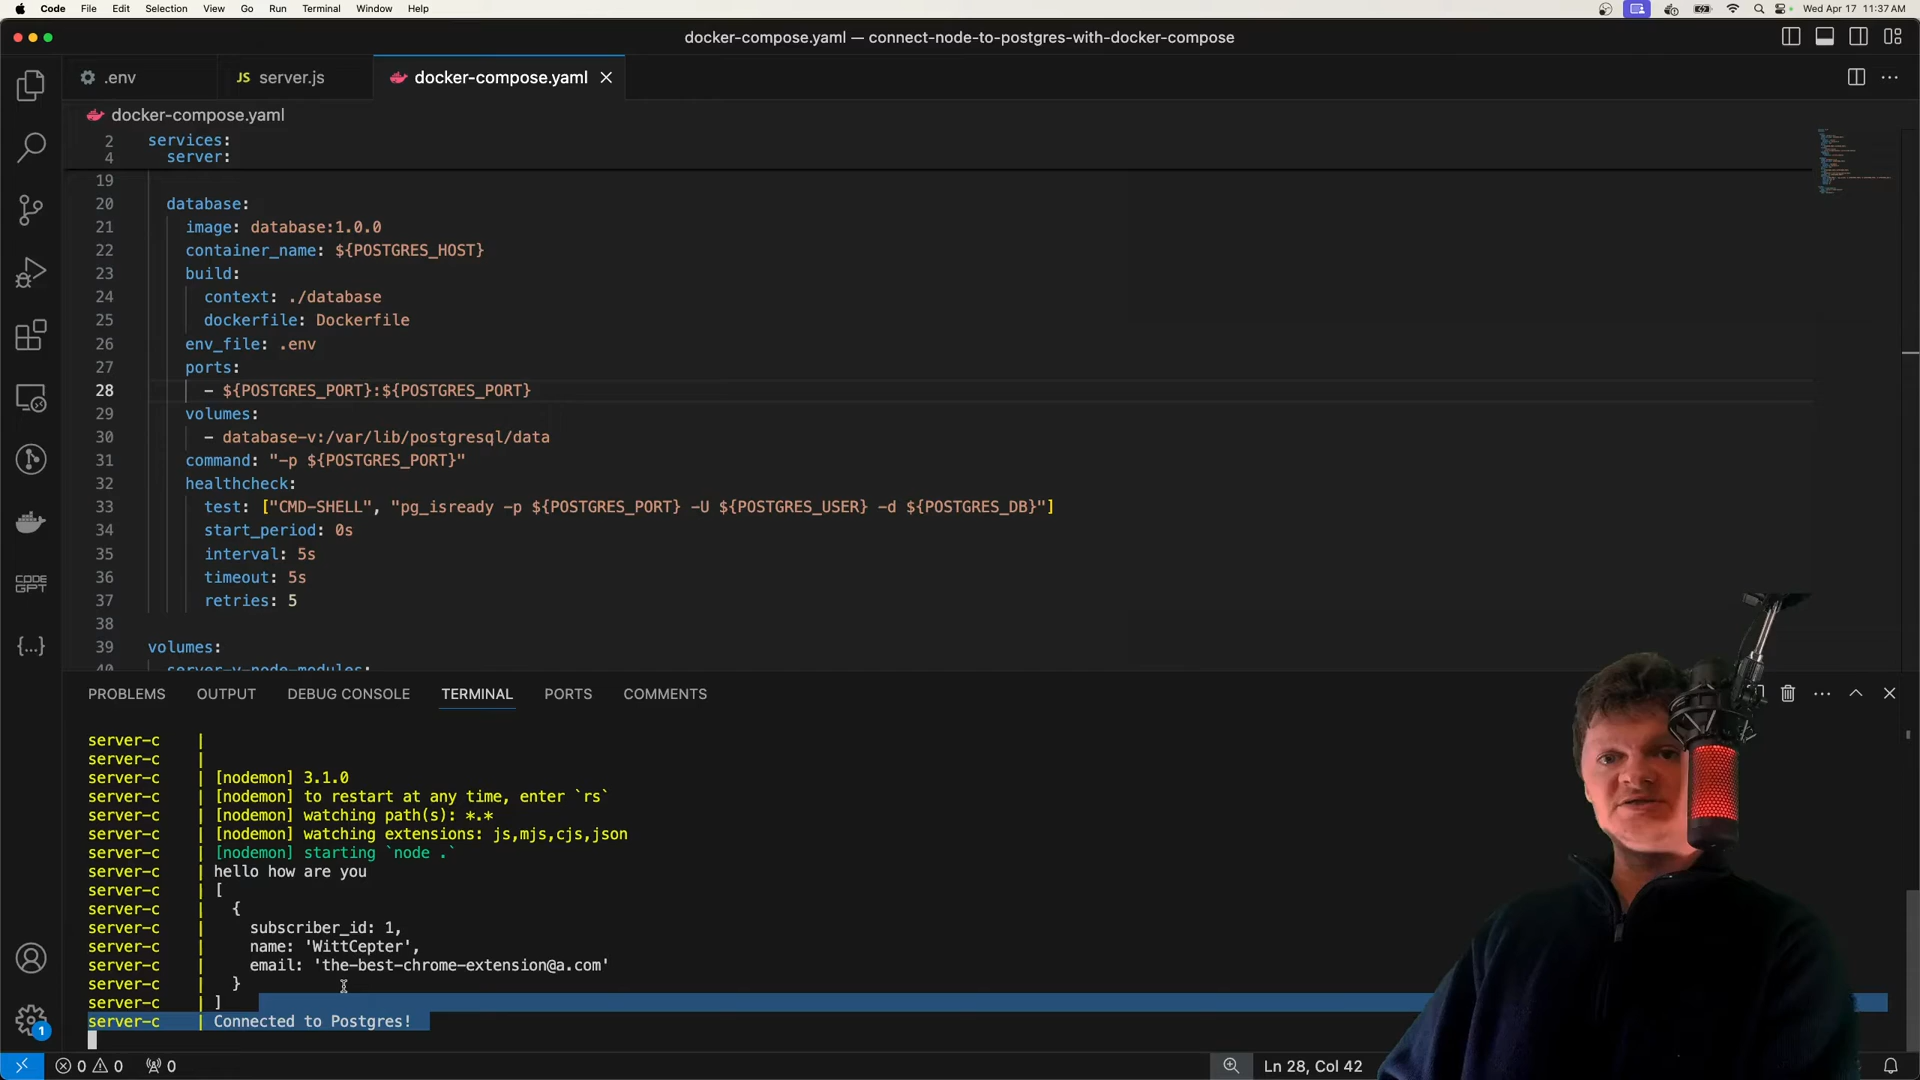 Code File Edit Selection View Go Run Terminal Window Help Wed Apr 17 11:37 AM
docker-compose.yaml — connect-node-to-postgres-with-docker-compose
.env JS server.js docker-compose.yaml
docker-compose.yaml
2 services:
4 server:
19
20 database:
21 image: database:1.0.0
22 container_name: ${POSTGRES_HOST}
23 build:
24 context: ./database
25 dockerfile: Dockerfile
26 env_file: .env
27 ports:
28 - ${POSTGRES_PORT}:${POSTGRES_PORT}
29 volumes:
30 - database-v:/var/lib/postgresql/data
31 command: "-p ${POSTGRES_PORT}"
32 healthcheck:
33 test: ["CMD-SHELL", "pg_isready -p ${POSTGRES_PORT} -U ${POSTGRES_USER} -d ${POSTGRES_DB}"]
34 start_period: 0s
35 interval: 5s
36 timeout: 5s
37 retries: 5
38
39 volumes:
40 server-v-node-modules:
CODE
GPT
{...}
PROBLEMS OUTPUT DEBUG CONSOLE TERMINAL PORTS COMMENTS
server-c |
server-c |
server-c | [nodemon] 3.1.0
server-c | [nodemon] to restart at any time, enter `rs`
server-c | [nodemon] watching path(s): *.*
server-c | [nodemon] watching extensions: js,mjs,cjs,json
server-c | [nodemon] starting `node .`
server-c | hello how are you
server-c | [
server-c | {
server-c | subscriber_id: 1,
server-c | name: 'WittCepter',
server-c | email: 'the-best-chrome-extension@a.com'
server-c | }
server-c | ]
server-c | Connected to Postgres!
1
0 0 0 Ln 28, Col 42